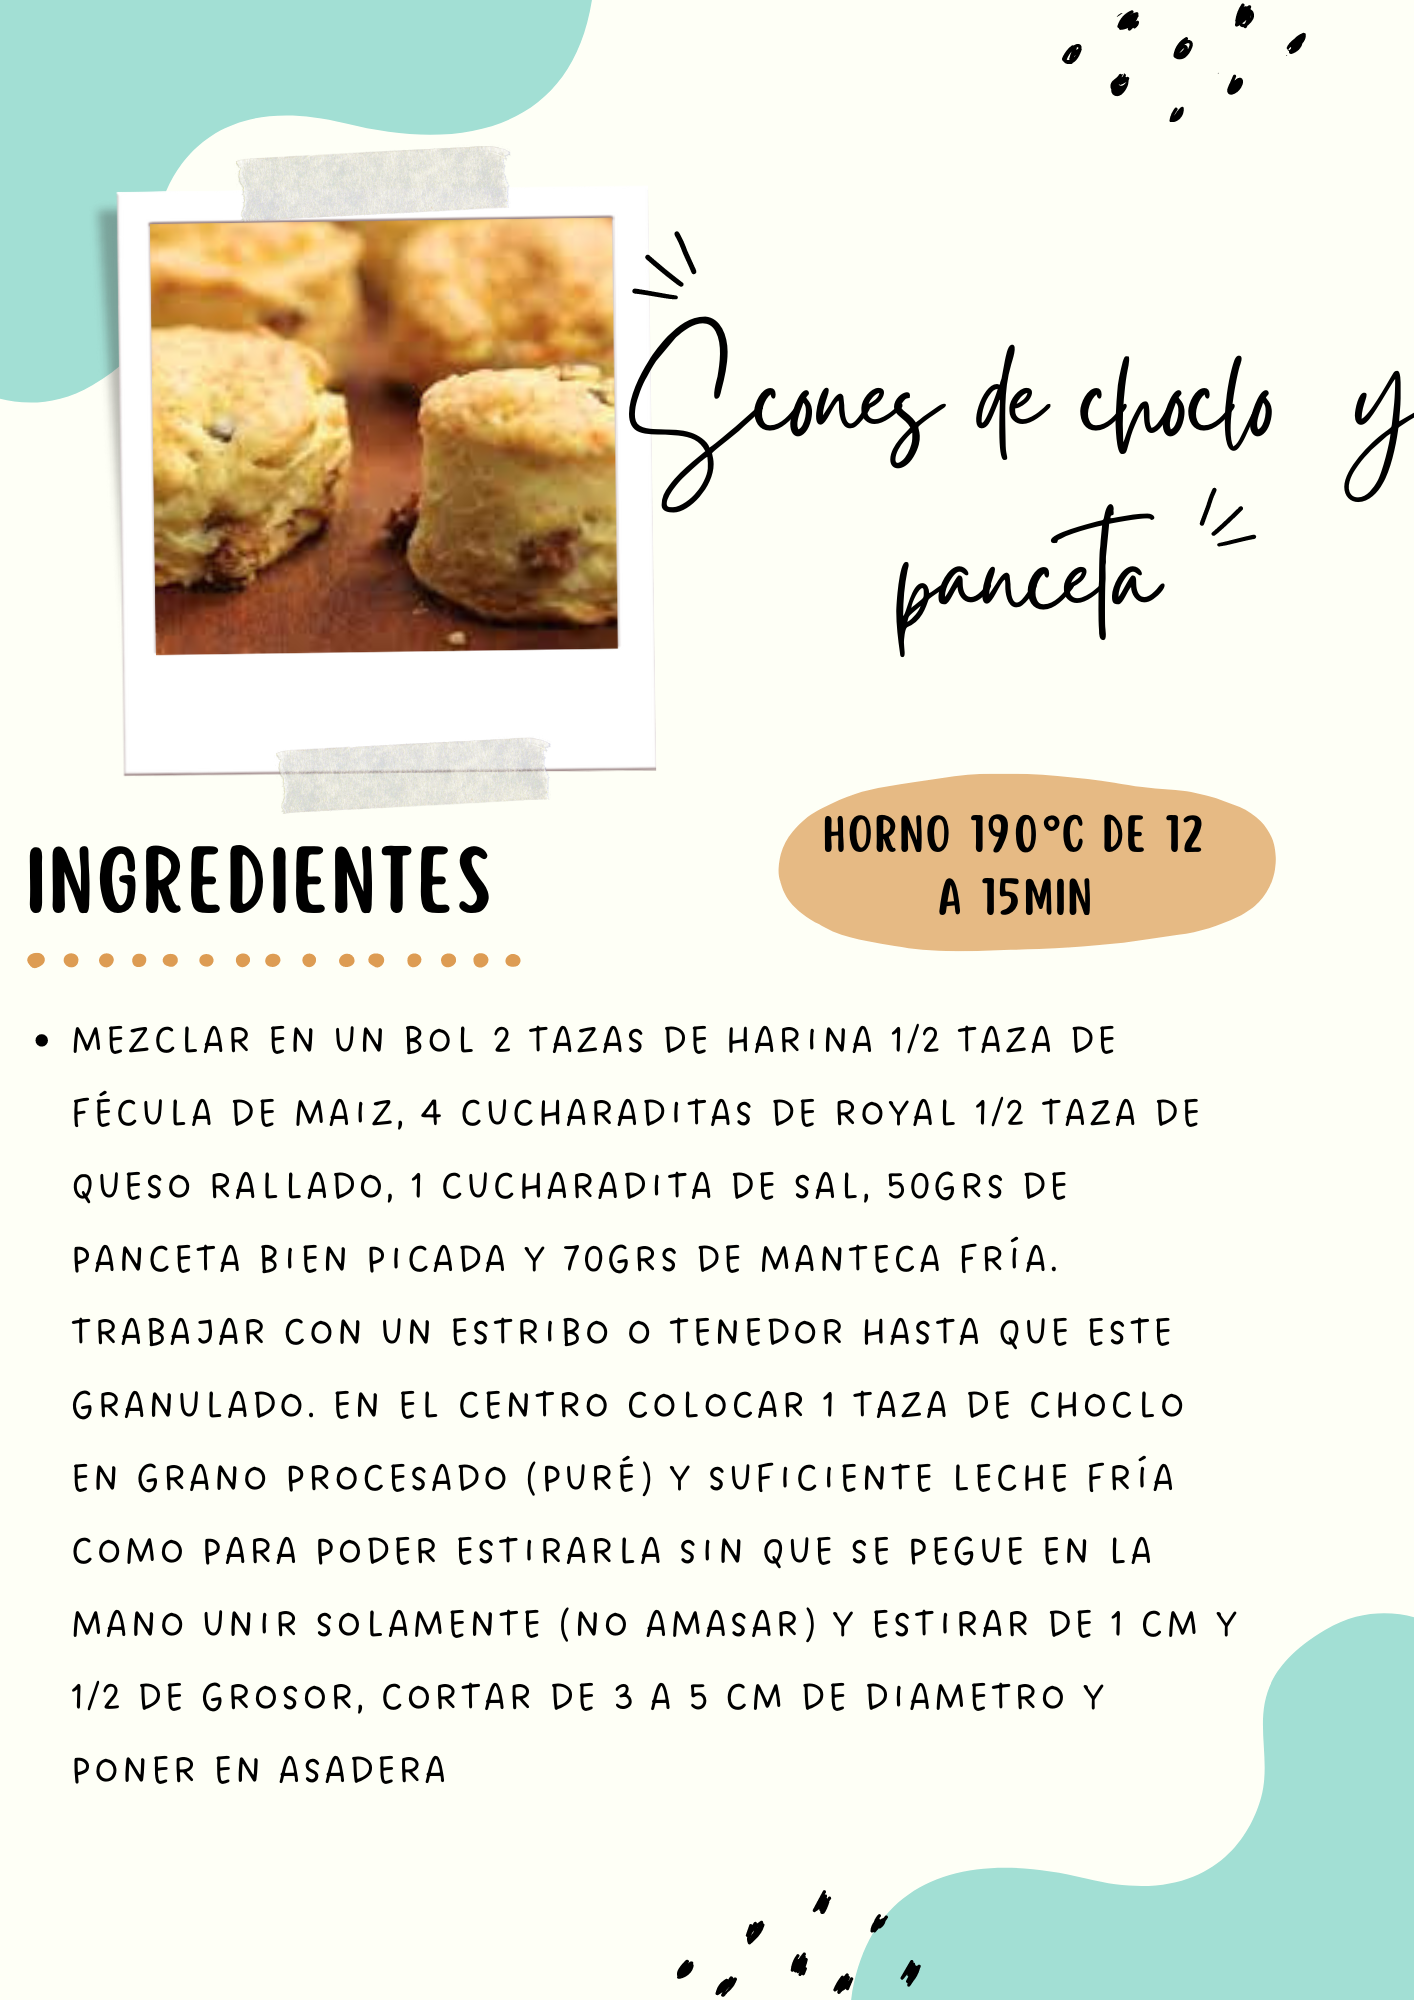 Scones de choclo y
panceta
HORNO 190°C DE 12
A 15MIN
INGREDIENTES
• MEZCLAR EN UN BOL 2 TAZAS DE HARINA 1/2 TAZA DE
FÉCULA DE MAIZ, 4 CUCHARADITAS DE ROYAL 1/2 TAZA DE
QUESO RALLADO, 1 CUCHARADITA DE SAL, 50GRS DE
PANCETA BIEN PICADA Y 70GRS DE MANTECA FRÍA.
TRABAJAR CON UN ESTRIBO O TENEDOR HASTA QUE ESTE
GRANULADO. EN EL CENTRO COLOCAR 1 TAZA DE CHOCLO
EN GRANO PROCESADO (PURÉ) Y SUFICIENTE LECHE FRÍA
COMO PARA PODER ESTIRARLA SIN QUE SE PEGUE EN LA
MANO UNIR SOLAMENTE (NO AMASAR) Y ESTIRAR DE 1 CM Y
1/2 DE GROSOR, CORTAR DE 3 A 5 CM DE DIAMETRO Y
PONER EN ASADERA